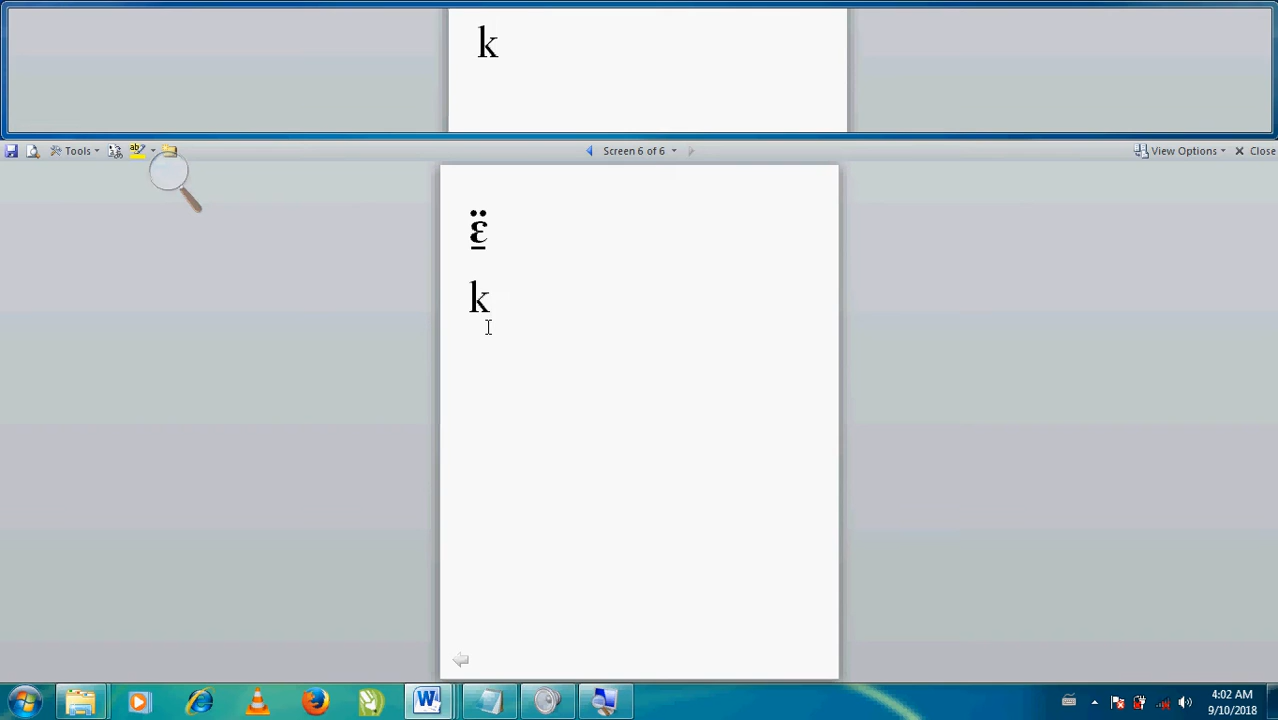 k
Tools
Screen 6 of 6
View Options
Close
ɛ̱̈
k
4:02 AM
9/10/2018